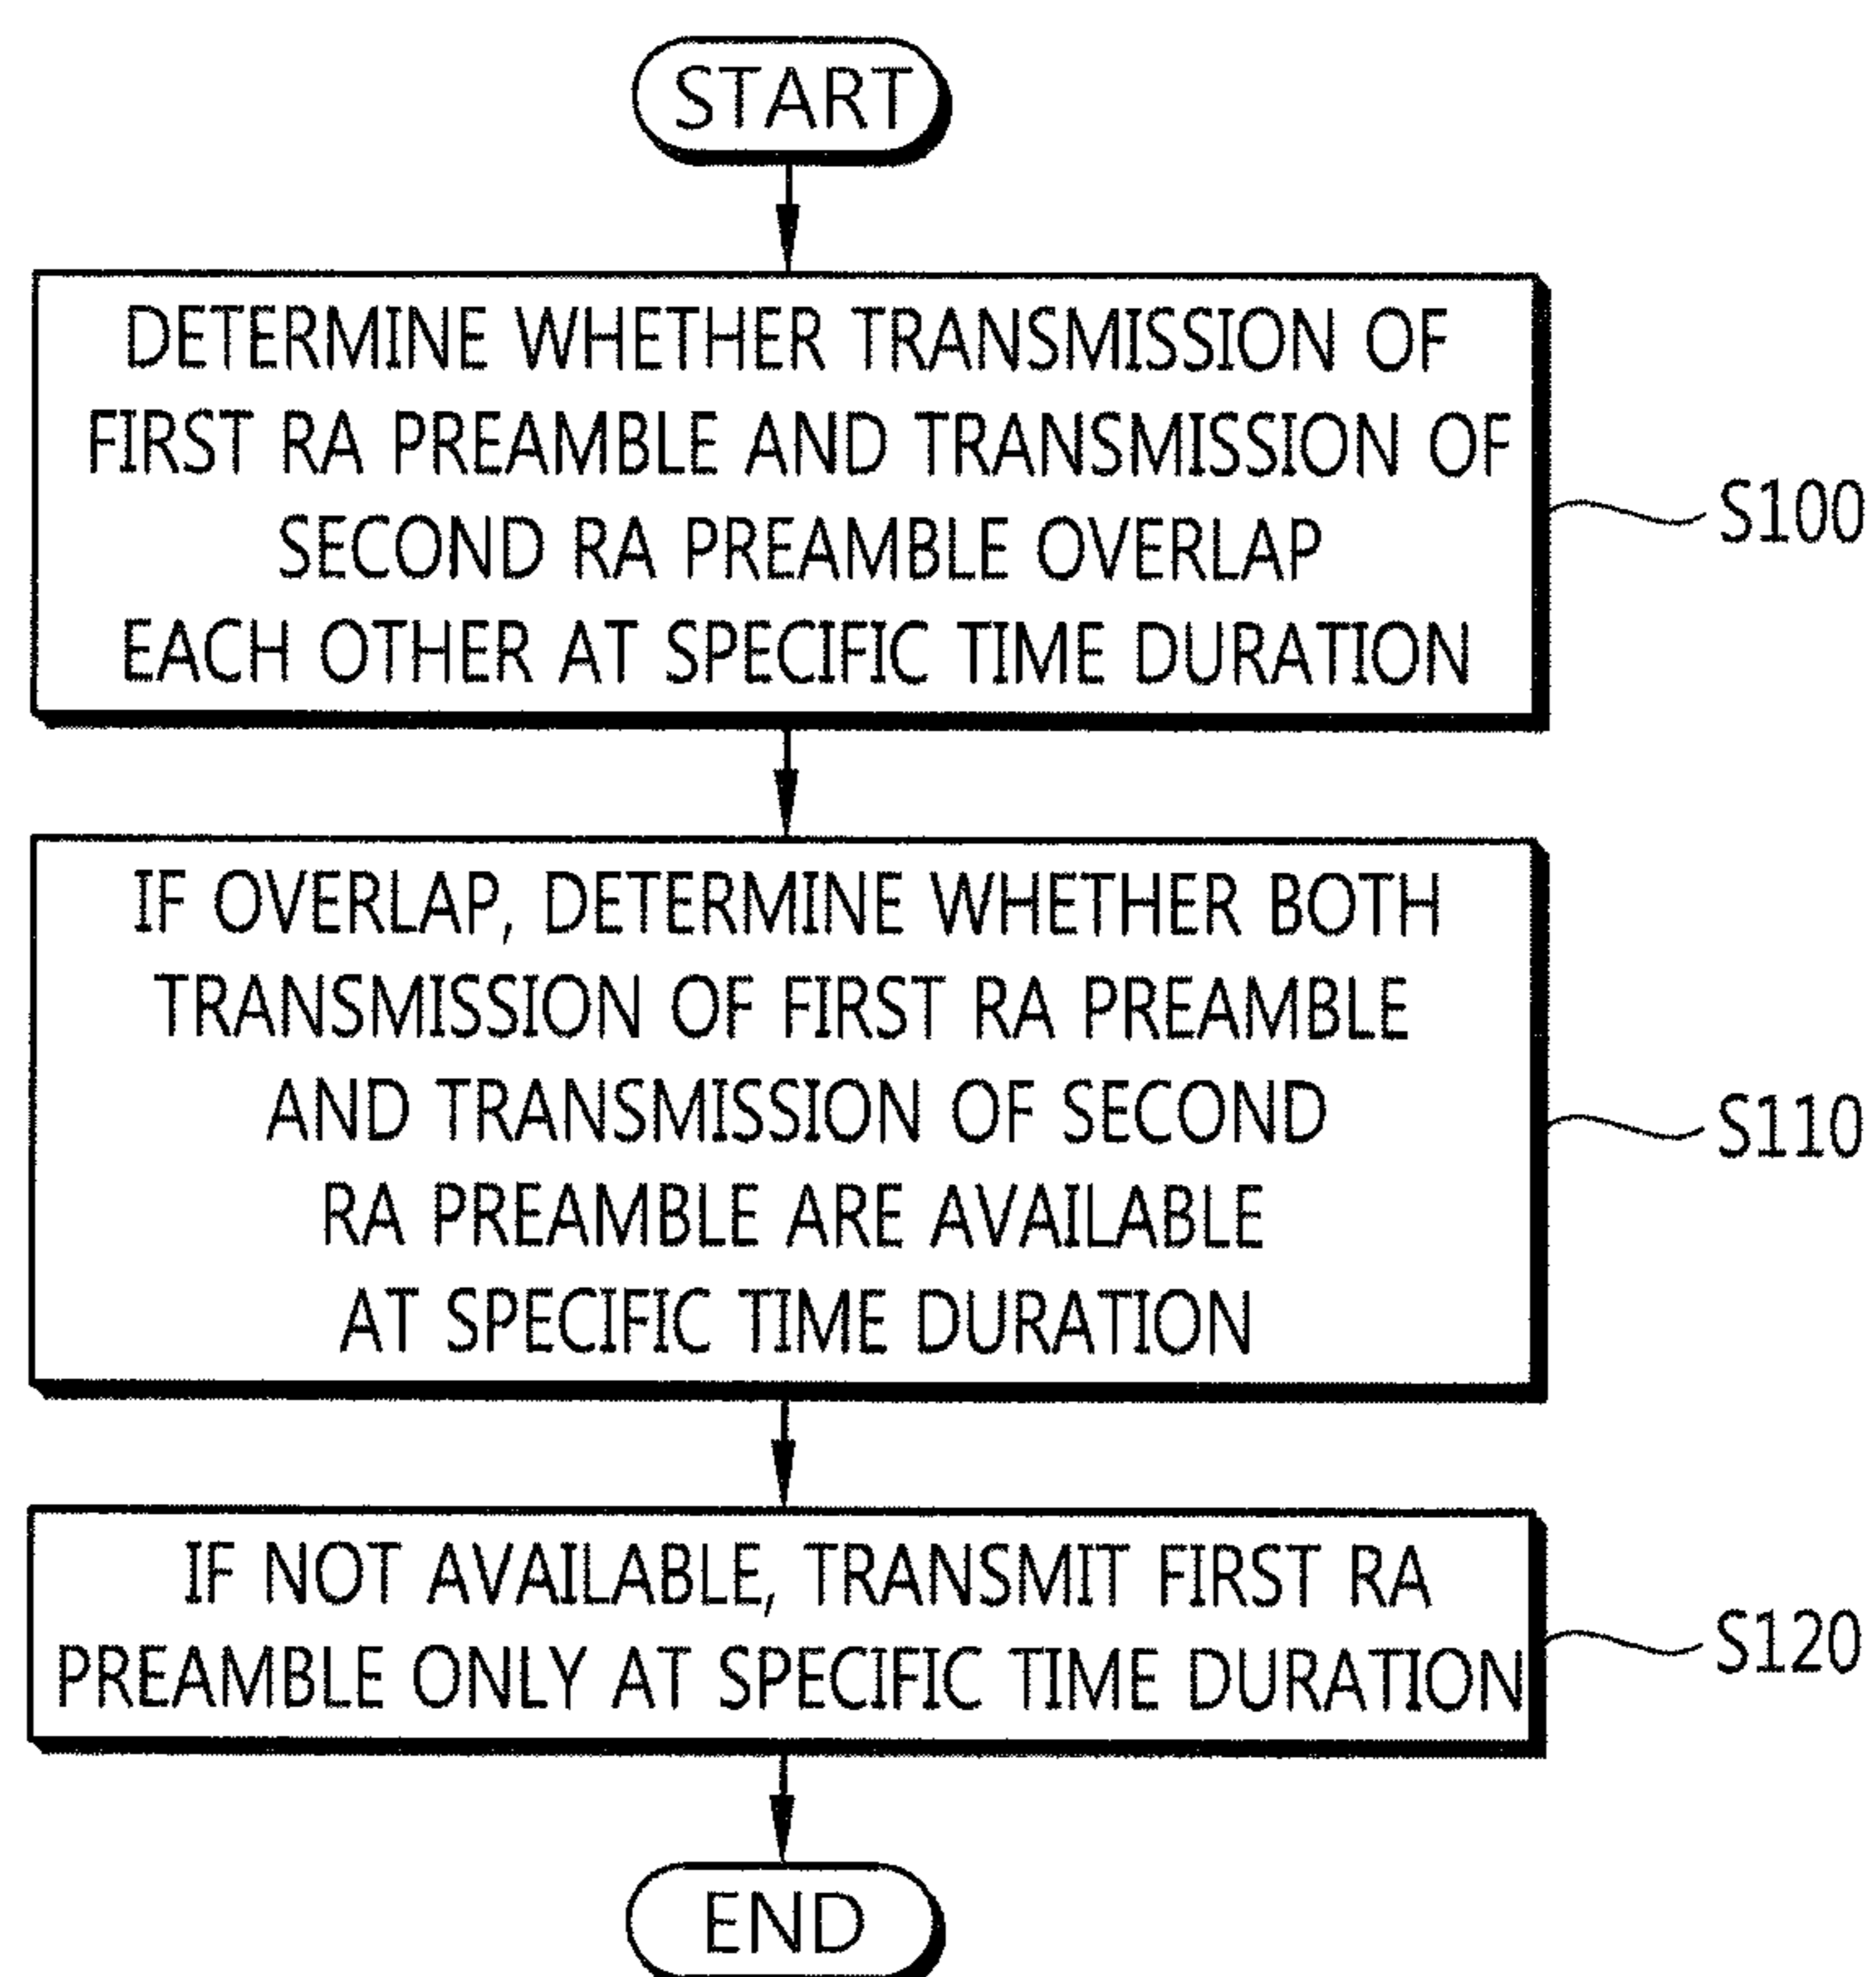 START
DETERMINE WHETHER TRANSMISSION OF
FIRST RA PREAMBLE AND TRANSMISSION OF
SECOND RA PREAMBLE OVERLAP
EACH OTHER AT SPECIFIC TIME DURATION
S100
IF OVERLAP, DETERMINE WHETHER BOTH
TRANSMISSION OF FIRST RA PREAMBLE
AND TRANSMISSION OF SECOND
RA PREAMBLE ARE AVAILABLE
AT SPECIFIC TIME DURATION
S110
IF NOT AVAILABLE, TRANSMIT FIRST RA
PREAMBLE ONLY AT SPECIFIC TIME DURATION
S120
END